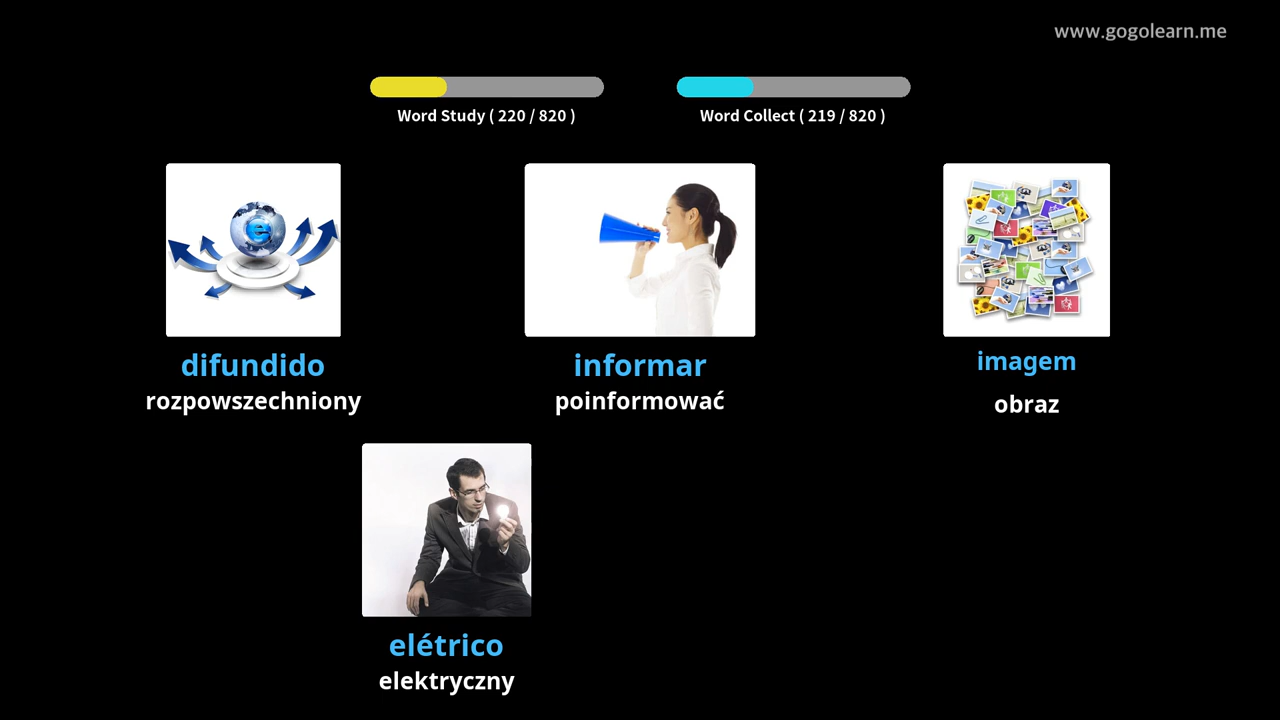 www.gogolearn.me
Word Study ( 220 / 820 )
Word Collect ( 219 / 820 )
difundido
rozpowszechniony
informar
poinformować
imagem
obraz
elétrico
elektryczny